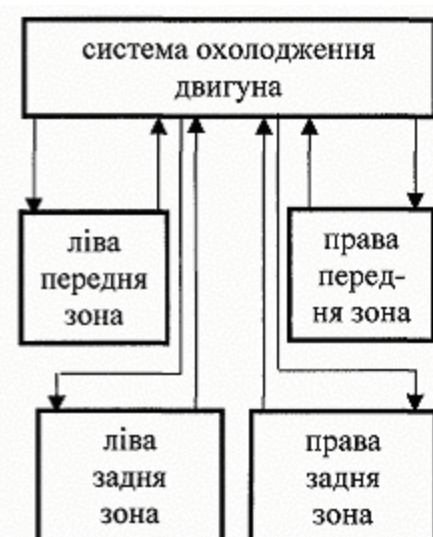 система охолодження
двигуна
ліва
передня
зона
права
перед-
ня зона
ліва
задня
зона
права
задня
зона